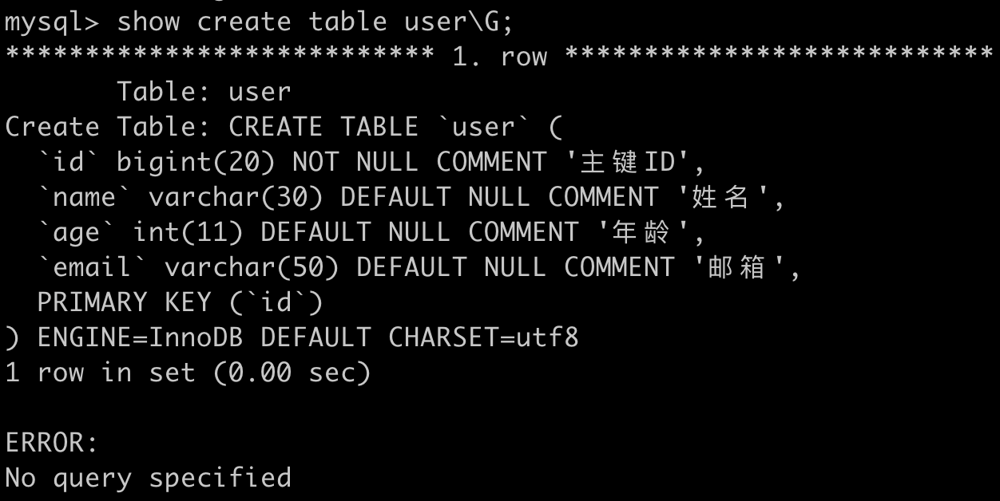 mysql> show create table user\G;
*************************** 1. row ***************************
       Table: user
Create Table: CREATE TABLE `user` (
  `id` bigint(20) NOT NULL COMMENT '主键ID',
  `name` varchar(30) DEFAULT NULL COMMENT '姓名',
  `age` int(11) DEFAULT NULL COMMENT '年龄',
  `email` varchar(50) DEFAULT NULL COMMENT '邮箱',
  PRIMARY KEY (`id`)
) ENGINE=InnoDB DEFAULT CHARSET=utf8
1 row in set (0.00 sec)

ERROR:
No query specified